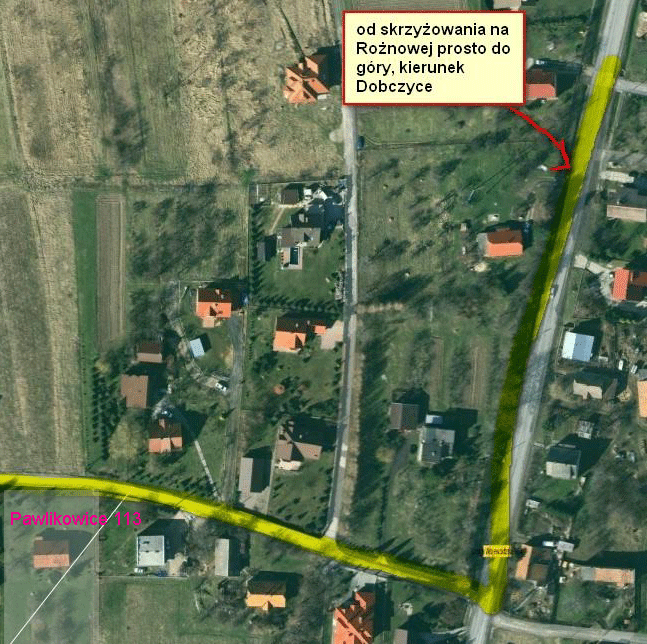 od skrzyżowania na
Rożnowej prosto do
góry, kierunek
Dobczyce
Pawlikowice 113